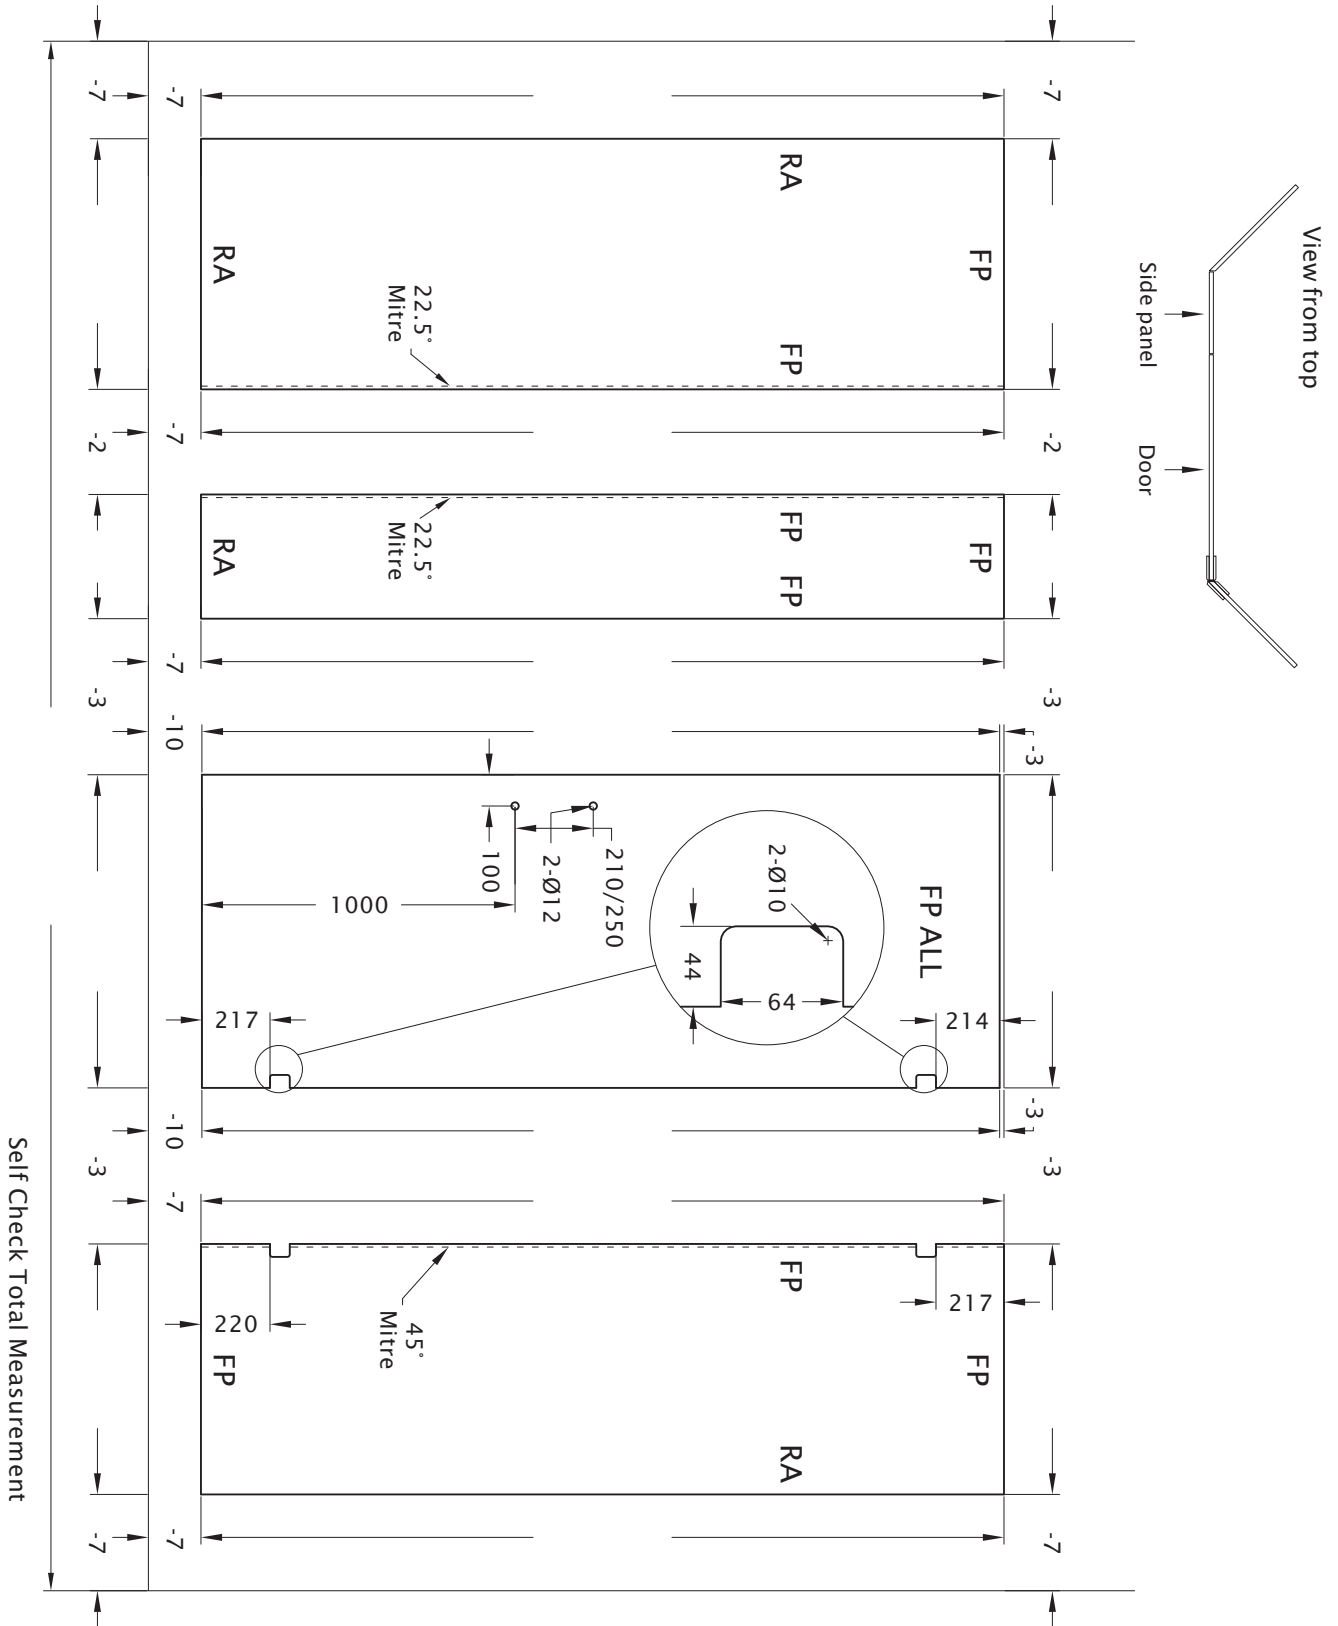 View from top
Side panel
Door
-7
-2
-3
-3
-7
-3
-3
RA
FP
FP
FP
FP
FP
FP ALL
FP
FP
RA
217
214
2-Ø10
44
64
210/250
2-Ø12
100
1000
217
22.5°
Mitre
22.5°
Mitre
45°
Mitre
RA
RA
FP
220
-7
-7
-7
-10
-10
-7
-7
-7
-2
-3
-3
-7
Self Check Total Measurement